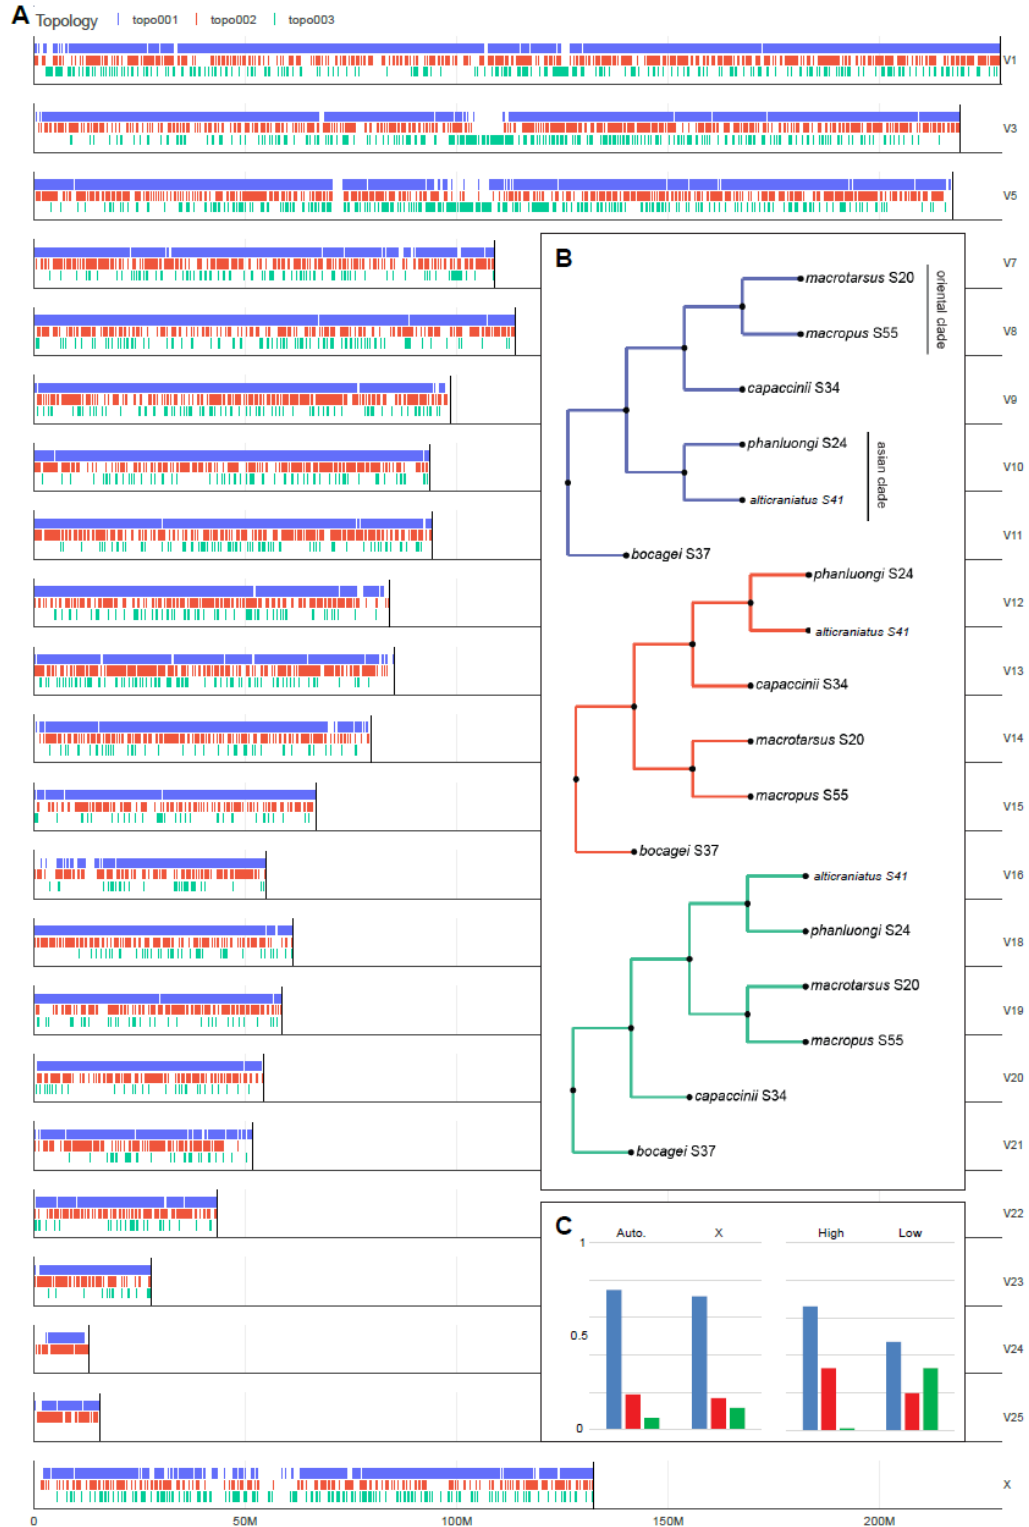 A Topology topo001 topo002 topo003
V1
V3
V5
V7
V8
V9
V10
V11
V12
V13
V14
V15
V16
V18
V19
V20
V21
V22
V23
V24
V25
X
0 50M 100M 150M 200M
B
macrotarsus S20
macropus S55
oriental clade
capaccinii S34
phanluongi S24
alticraniatus S41
asian clade
bocagei S37
phanluongi S24
alticraniatus S41
capaccinii S34
macrotarsus S20
macropus S55
bocagei S37
alticraniatus S41
phanluongi S24
macrotarsus S20
macropus S55
capaccinii S34
bocagei S37
C
Auto. X High Low
1
0.5
0